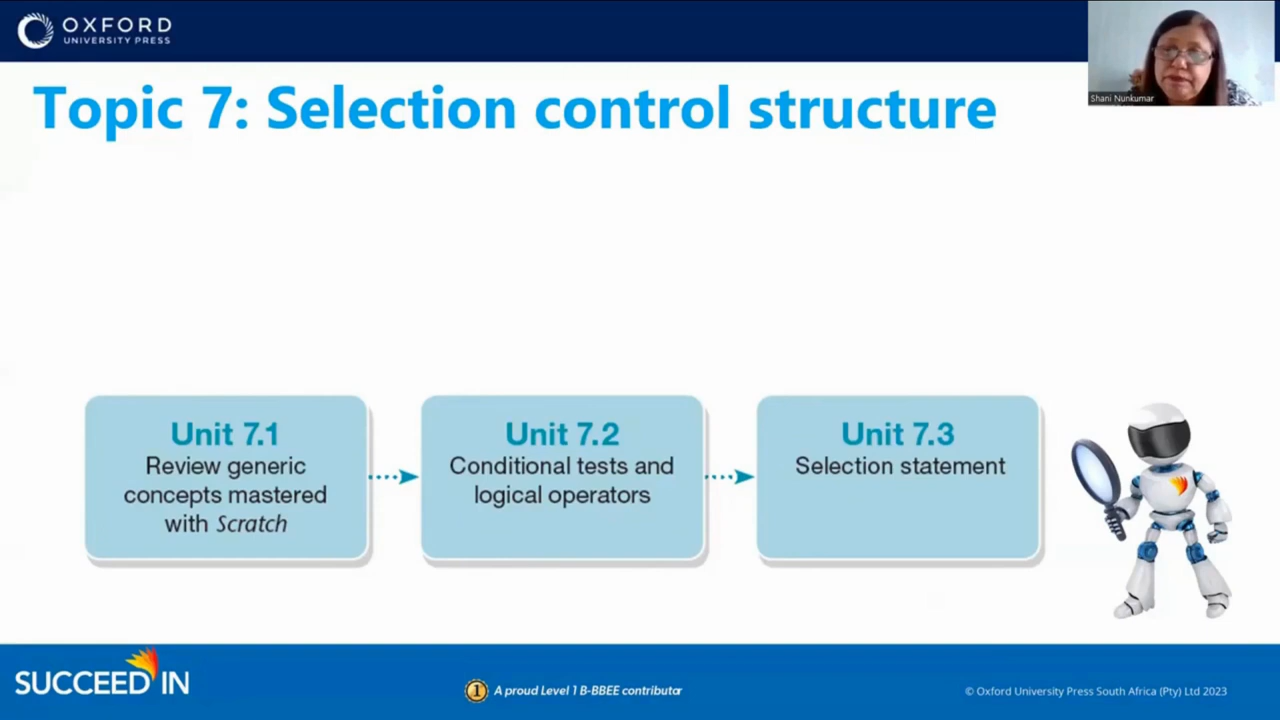 OXFORD
UNIVERSITY PRESS
Shani Nunkumar
Topic 7: Selection control structure
Unit 7.1
Review generic
concepts mastered
with Scratch
Unit 7.2
Conditional tests and
logical operators
Unit 7.3
Selection statement
SUCCEED IN
1
A proud Level 1 B-BBEE contributor
© Oxford University Press South Africa (Pty) Ltd 2023